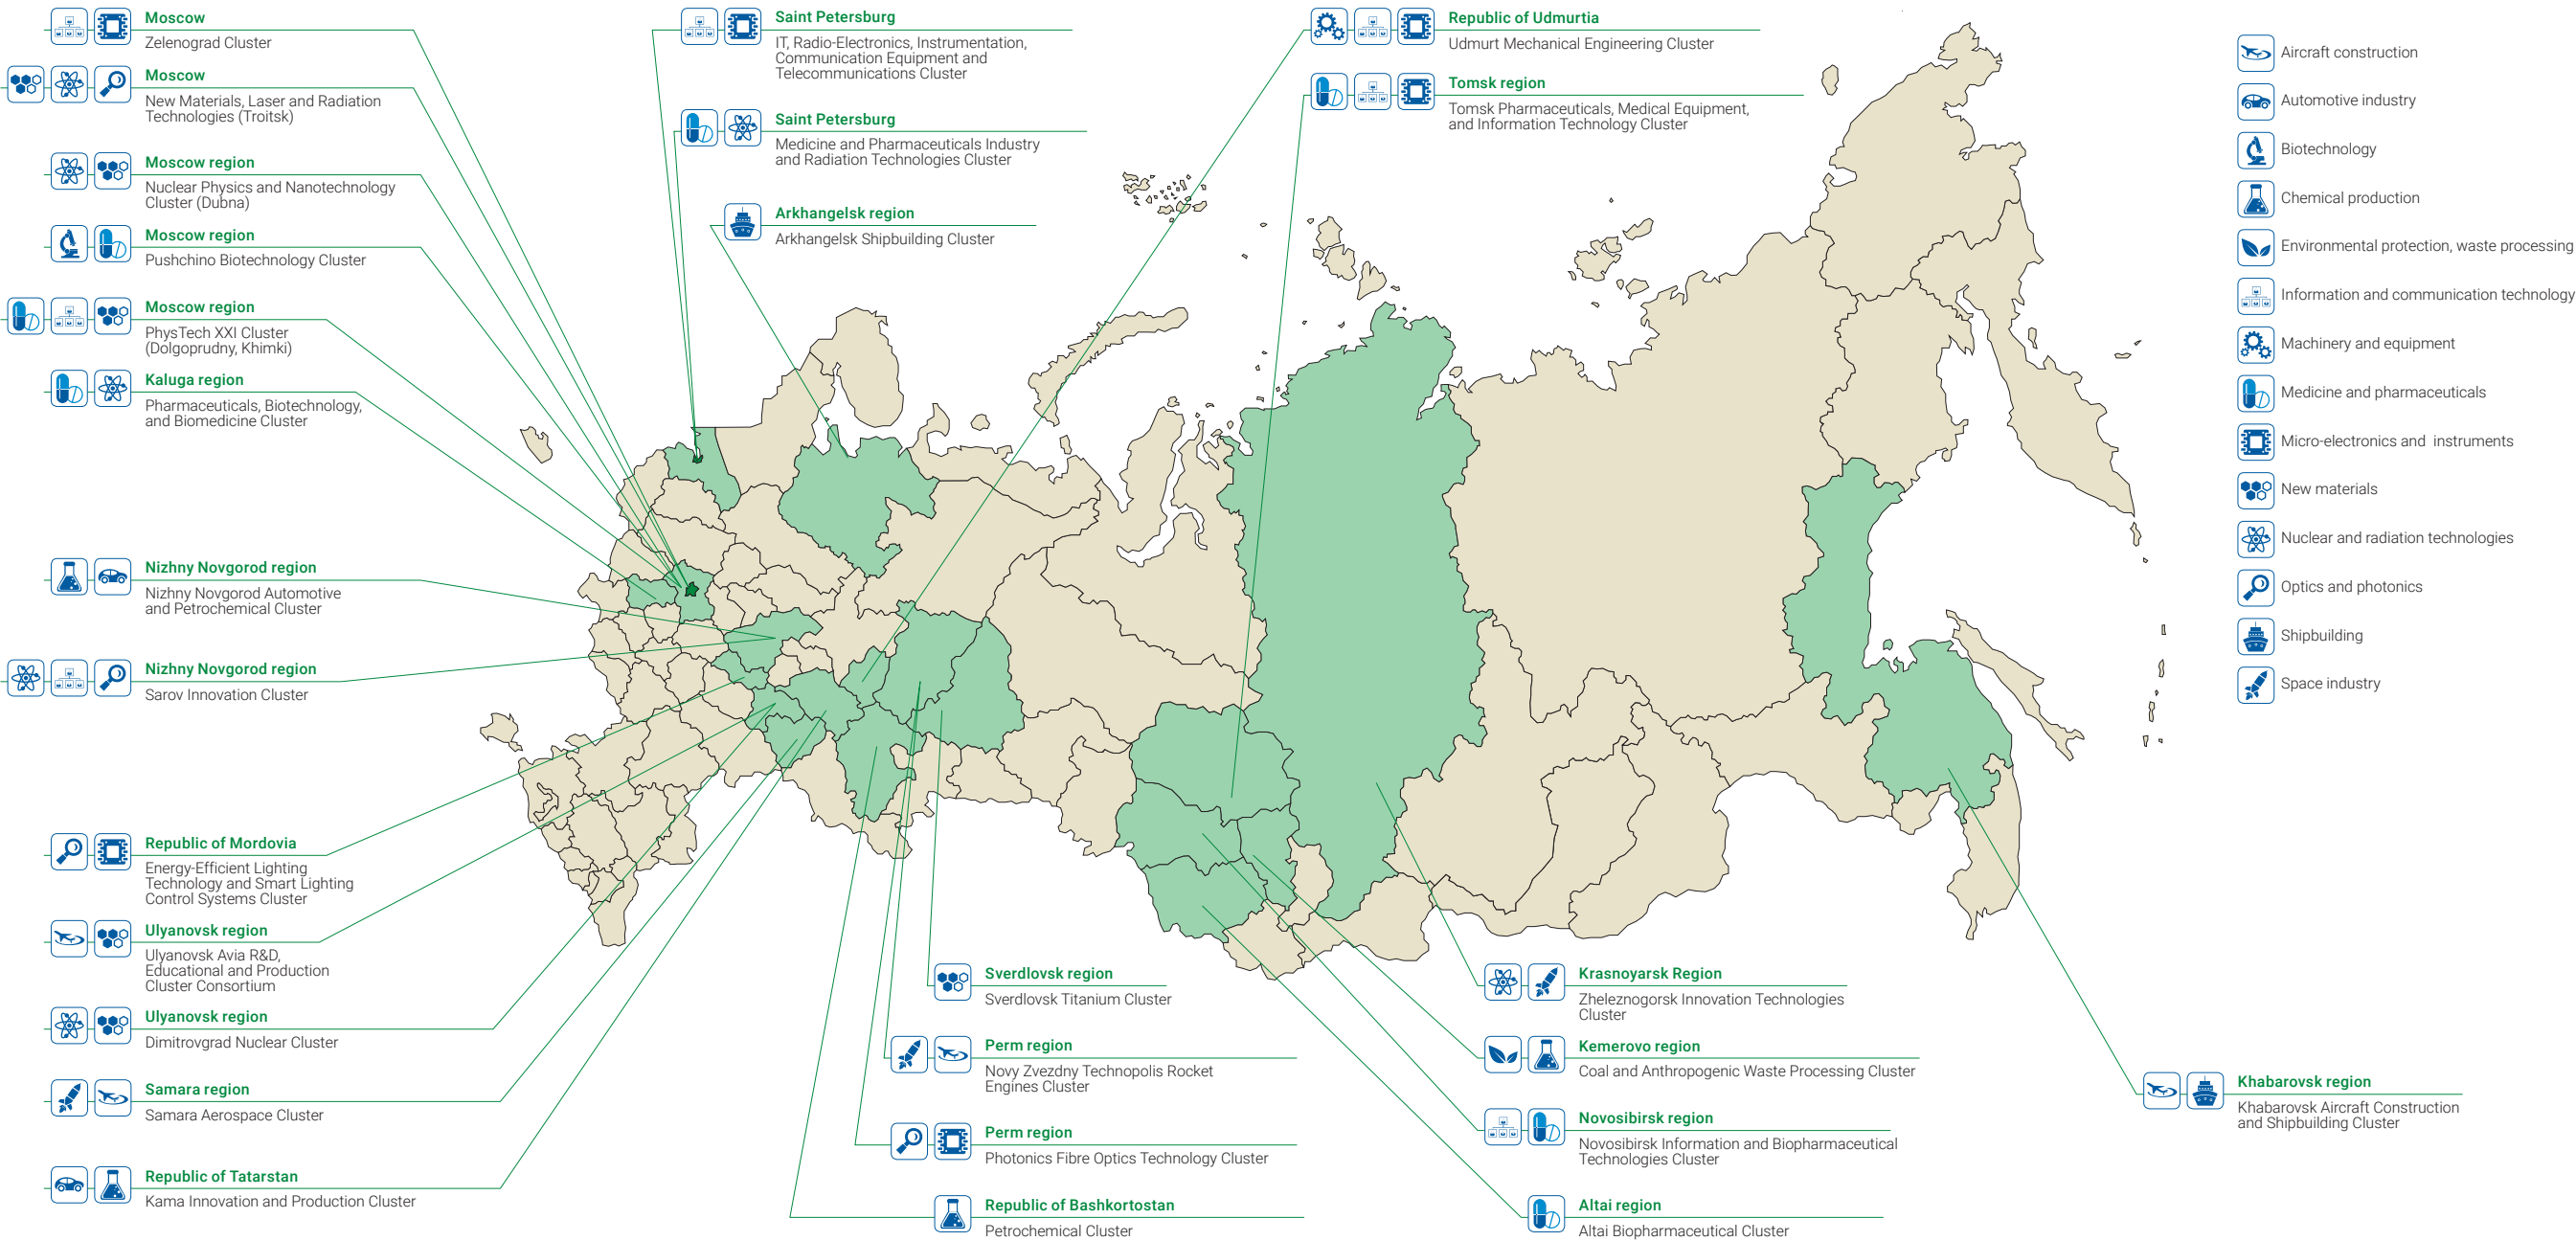 Moscow
Zelenograd Cluster
Moscow
New Materials, Laser and Radiation
Technologies (Troitsk)
Moscow region
Nuclear Physics and Nanotechnology
Cluster (Dubna)
Moscow region
Pushchino Biotechnology Cluster
Moscow region
PhysTech XXI Cluster
(Dolgoprudny, Khimki)
Kaluga region
Pharmaceuticals, Biotechnology,
and Biomedicine Cluster
Nizhny Novgorod region
Nizhny Novgorod Automotive
and Petrochemical Cluster
Nizhny Novgorod region
Sarov Innovation Cluster
Republic of Mordovia
Energy-Efficient Lighting
Technology and Smart Lighting
Control Systems Cluster
Ulyanovsk region
Ulyanovsk Avia R&D,
Educational and Production
Cluster Consortium
Ulyanovsk region
Dimitrovgrad Nuclear Cluster
Samara region
Samara Aerospace Cluster
Republic of Tatarstan
Kama Innovation and Production Cluster
Saint Petersburg
IT, Radio-Electronics, Instrumentation,
Communication Equipment and
Telecommunications Cluster
Saint Petersburg
Medicine and Pharmaceuticals Industry
and Radiation Technologies Cluster
Arkhangelsk region
Arkhangelsk Shipbuilding Cluster
Republic of Udmurtia
Udmurt Mechanical Engineering Cluster
Tomsk region
Tomsk Pharmaceuticals, Medical Equipment,
and Information Technology Cluster
Sverdlovsk region
Sverdlovsk Titanium Cluster
Perm region
Novy Zvezdny Technopolis Rocket
Engines Cluster
Perm region
Photonics Fibre Optics Technology Cluster
Republic of Bashkortostan
Petrochemical Cluster
Krasnoyarsk Region
Zheleznogorsk Innovation Technologies
Cluster
Kemerovo region
Coal and Anthropogenic Waste Processing Cluster
Novosibirsk region
Novosibirsk Information and Biopharmaceutical
Technologies Cluster
Altai region
Altai Biopharmaceutical Cluster
Khabarovsk region
Khabarovsk Aircraft Construction
and Shipbuilding Cluster
Aircraft construction
Automotive industry
Biotechnology
Chemical production
Environmental protection, waste processing
Information and communication technology
Machinery and equipment
Medicine and pharmaceuticals
Micro-electronics and instruments
New materials
Nuclear and radiation technologies
Optics and photonics
Shipbuilding
Space industry